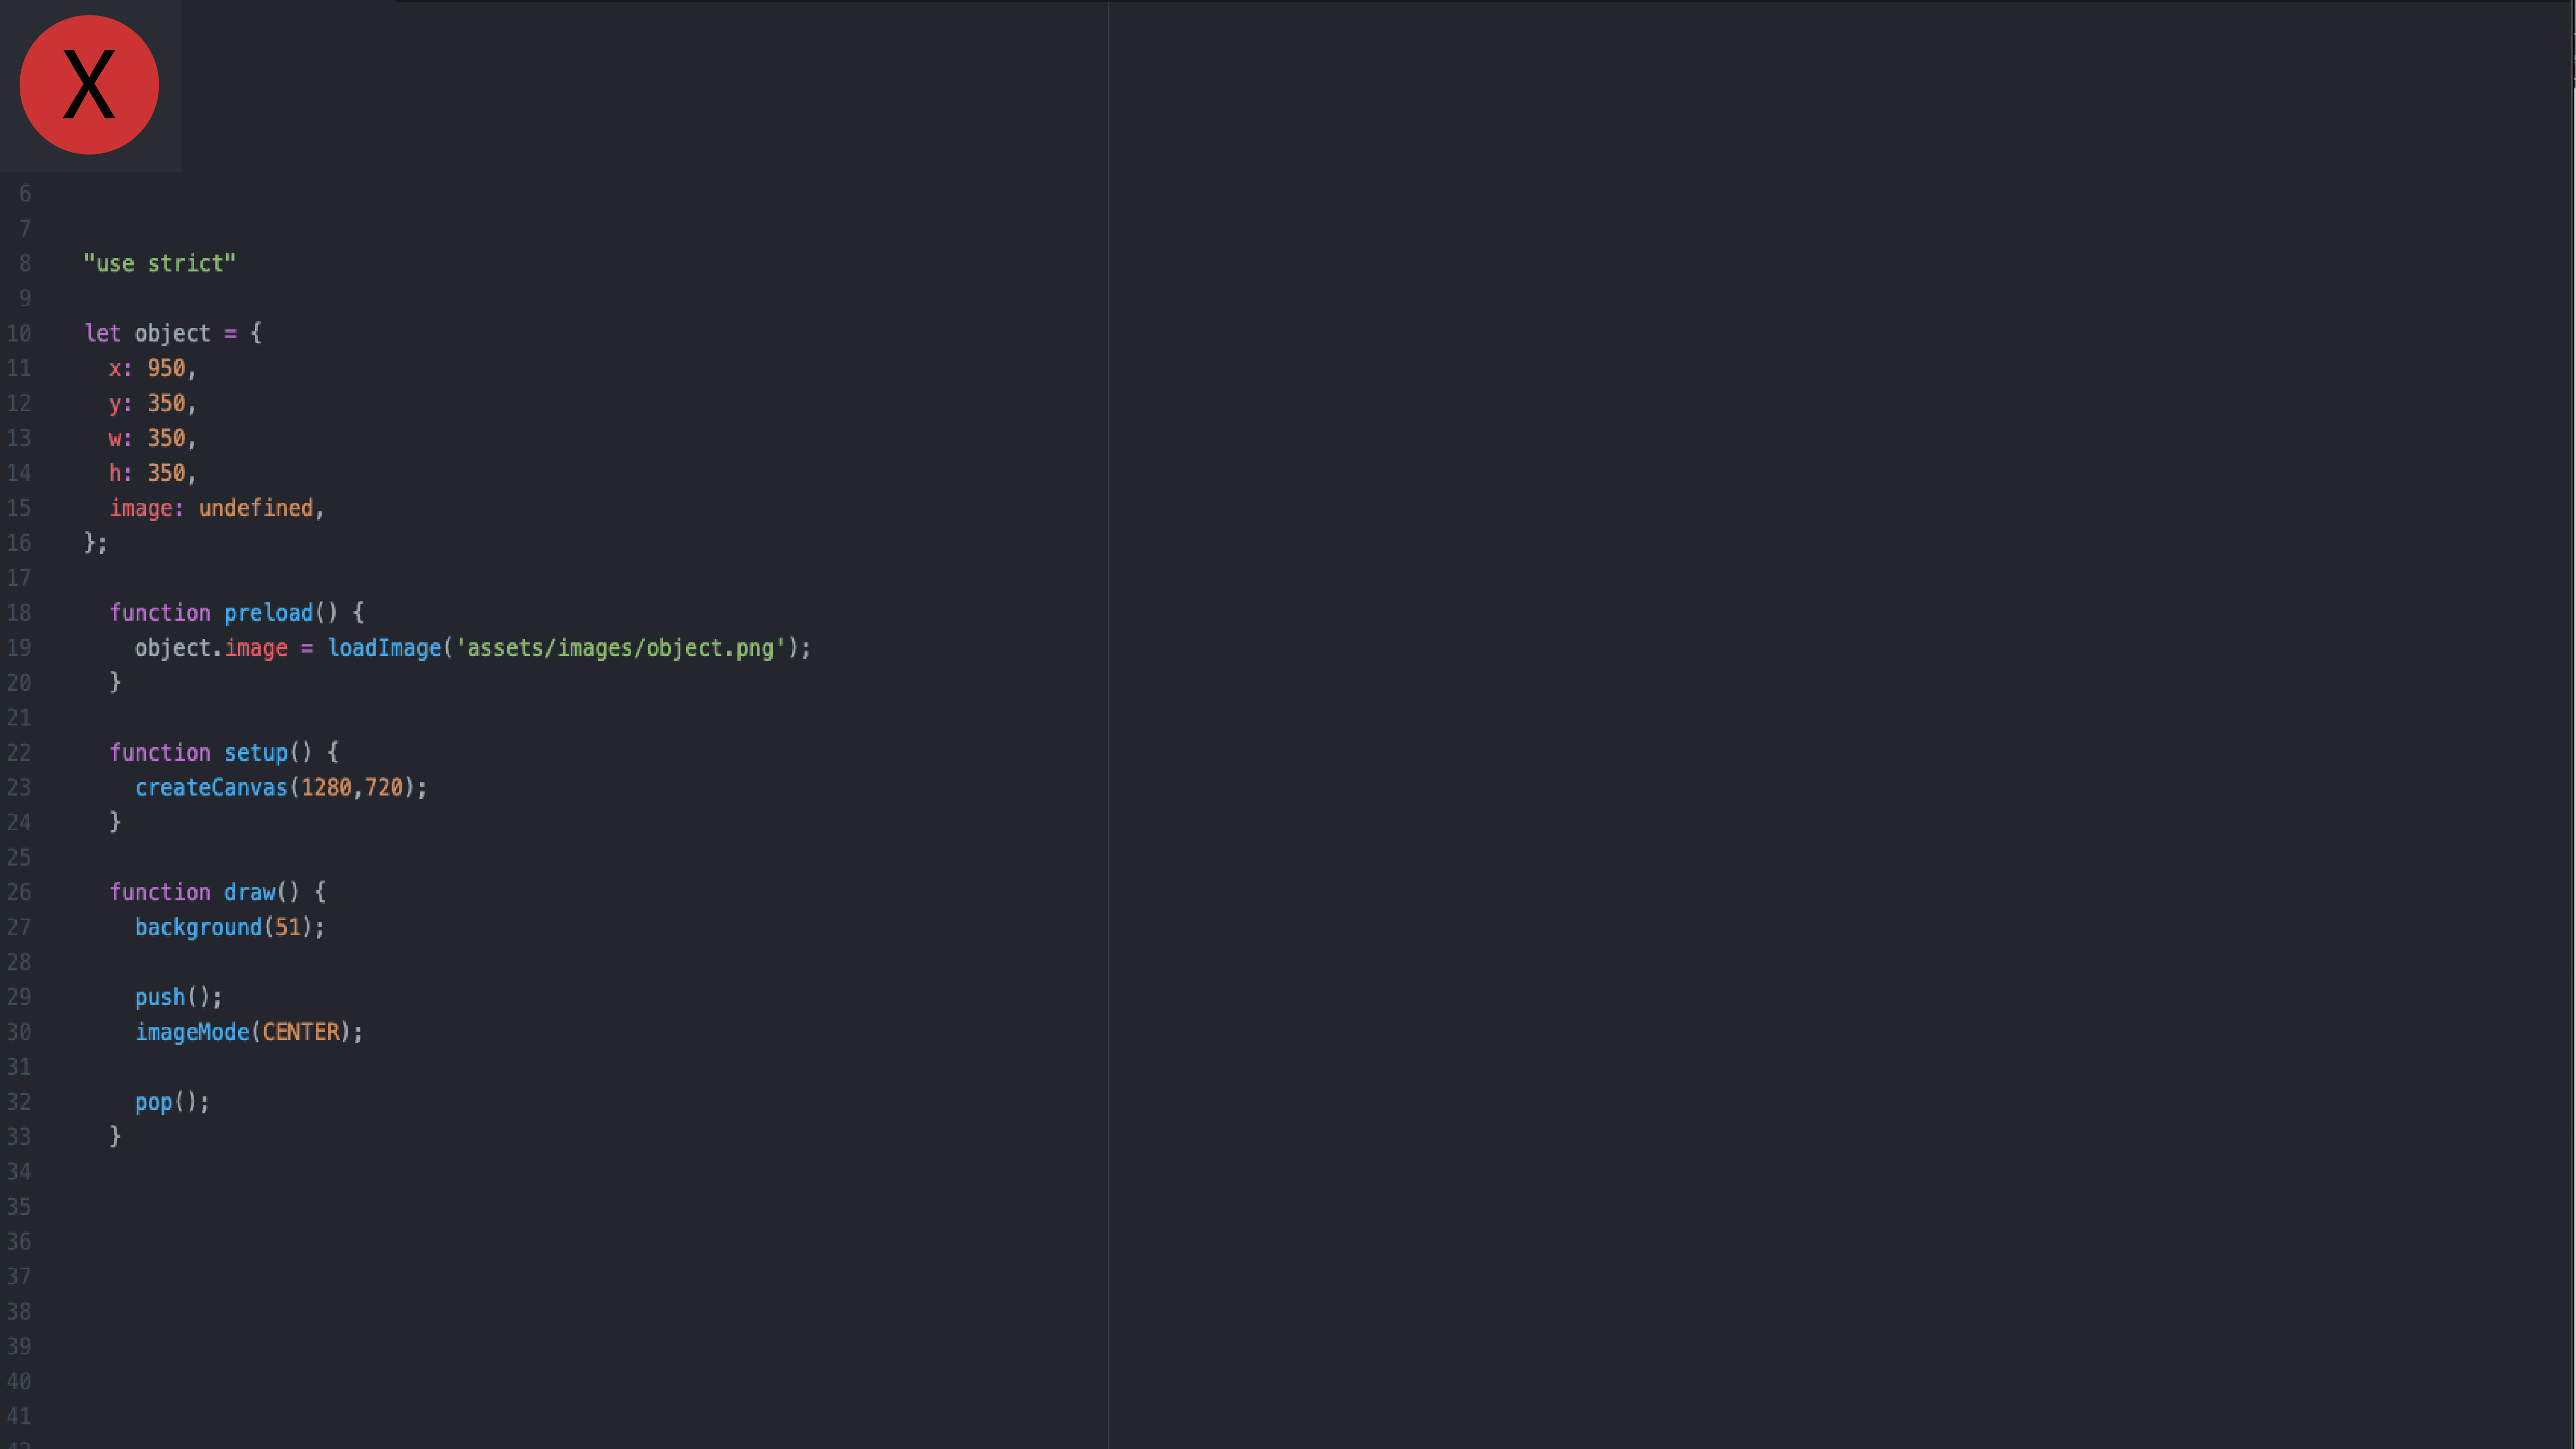 X
6
7
8 "use strict"
9
10 let object = {
11 x: 950,
12 y: 350,
13 w: 350,
14 h: 350,
15 image: undefined,
16 };
17
18 function preload() {
19 object.image = loadImage('assets/images/object.png');
20 }
21
22 function setup() {
23 createCanvas(1280,720);
24 }
25
26 function draw() {
27 background(51);
28
29 push();
30 imageMode(CENTER);
31
32 pop();
33 }
34
35
36
37
38
39
40
41